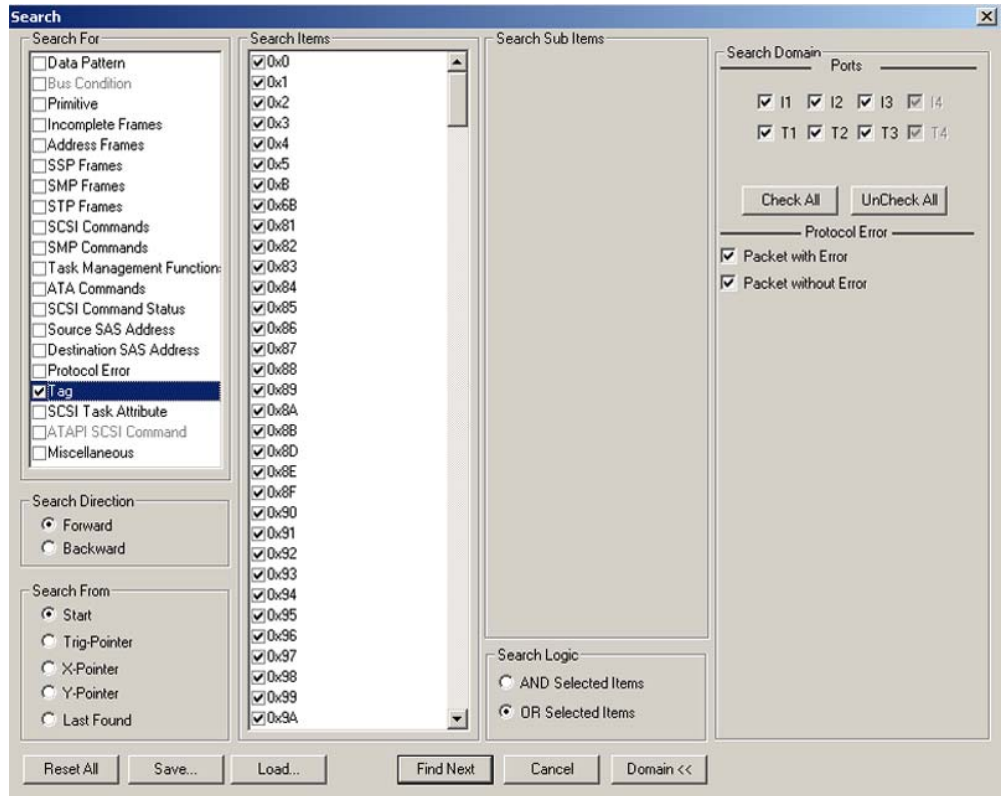 Search
Search For
Data Pattern
Bus Condition
Primitive
Incomplete Frames
Address Frames
SSP Frames
SMP Frames
STP Frames
SCSI Commands
SMP Commands
Task Management Function:
ATA Commands
SCSI Command Status
Source SAS Address
Destination SAS Address
Protocol Error
Tag
SCSI Task Attribute
ATAPI SCSI Command
Miscellaneous
Search Direction
Forward
Backward
Search From
Start
Trig-Pointer
X-Pointer
Y-Pointer
Last Found
Search Items
0x0
0x1
0x2
0x3
0x4
0x5
0xB
0x6B
0x81
0x82
0x83
0x84
0x85
0x86
0x87
0x88
0x89
0x8A
0x8B
0x8D
0x8E
0x8F
0x90
0x91
0x92
0x93
0x94
0x95
0x96
0x97
0x98
0x99
0x9A
Search Sub Items
Search Logic
AND Selected Items
OR Selected Items
Search Domain
Ports
I1 I2 I3 I4
T1 T2 T3 T4
Check All UnCheck All
Protocol Error
Packet with Error
Packet without Error
Reset All Save... Load... Find Next Cancel Domain <<